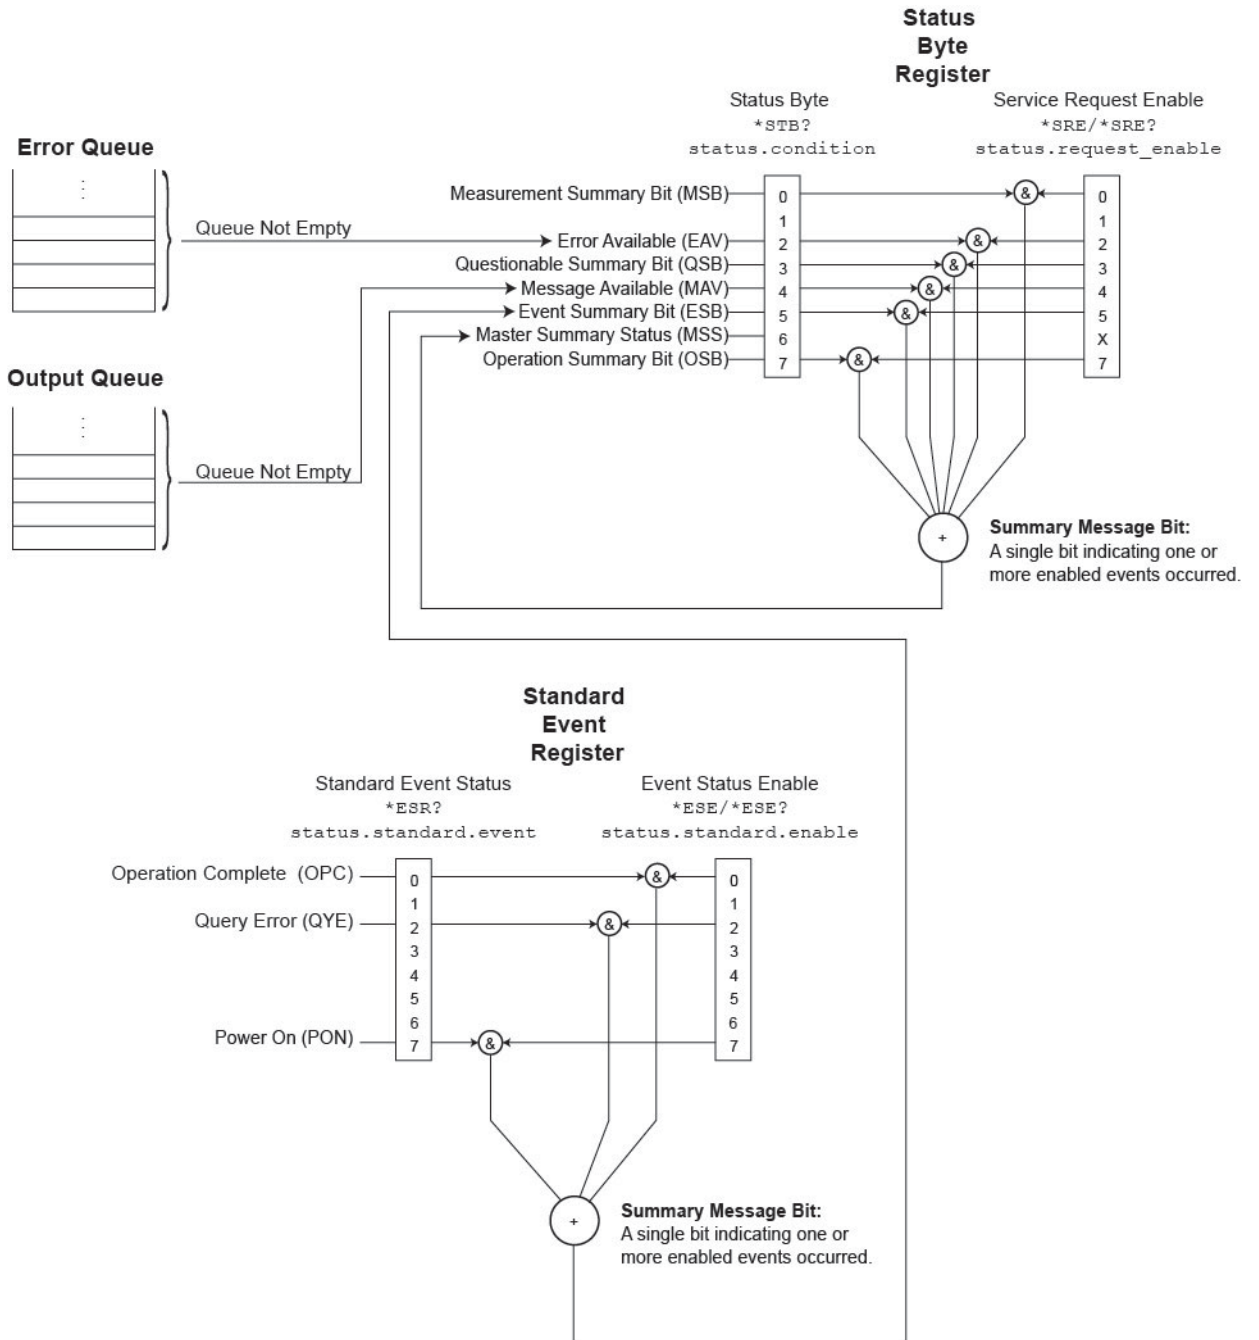 Status
Byte
Register
Status Byte
*STB?
status.condition
Service Request Enable
*SRE/*SRE?
status.request_enable
Error Queue
Queue Not Empty
Measurement Summary Bit (MSB)
Error Available (EAV)
Questionable Summary Bit (QSB)
Message Available (MAV)
Event Summary Bit (ESB)
Master Summary Status (MSS)
Operation Summary Bit (OSB)
0
1
2
3
4
5
6
7
&
&
&
&
&
&
0
1
2
3
4
5
X
7
Output Queue
Queue Not Empty
+
Summary Message Bit:
A single bit indicating one or
more enabled events occurred.
Standard
Event
Register
Standard Event Status
*ESR?
status.standard.event
Event Status Enable
*ESE/*ESE?
status.standard.enable
Operation Complete (OPC)
Query Error (QYE)
Power On (PON)
0
1
2
3
4
5
6
7
&
&
&
0
1
2
3
4
5
6
7
+
Summary Message Bit:
A single bit indicating one or
more enabled events occurred.